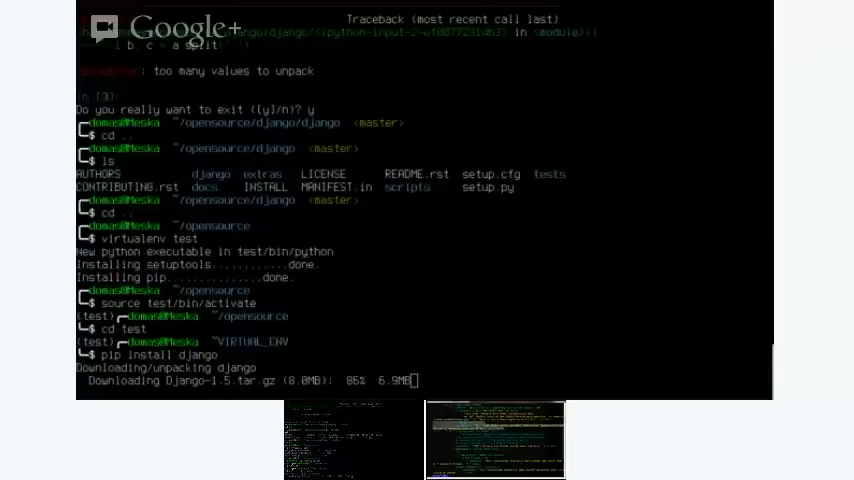 Google+
Traceback (most recent call last)
in <module>()
b, c = a split
: too many values to unpack
In [3]:
Do you really want to exit ([y]/n)? y
domas@Meska ~/opensource/django/django <master>
$ cd ..
domas@Meska ~/opensource/django <master>
$ ls
AUTHORS django extras LICENSE README.rst setup.cfg tests
CONTRIBUTING.rst docs INSTALL MANIFEST.in scripts setup.py
domas@Meska ~/opensource/django <master>
$ cd ..
domas@Meska ~/opensource
$ virtualenv test
New python executable in test/bin/python
Installing setuptools............done.
Installing pip...............done.
domas@Meska ~/opensource
$ source test/bin/activate
(test) domas@Meska ~/opensource
$ cd test
(test) domas@Meska ~VIRTUAL_ENV
$ pip install django
Downloading/unpacking django
Downloading Django-1.5.tar.gz (8.0MB): 86% 6.9MB